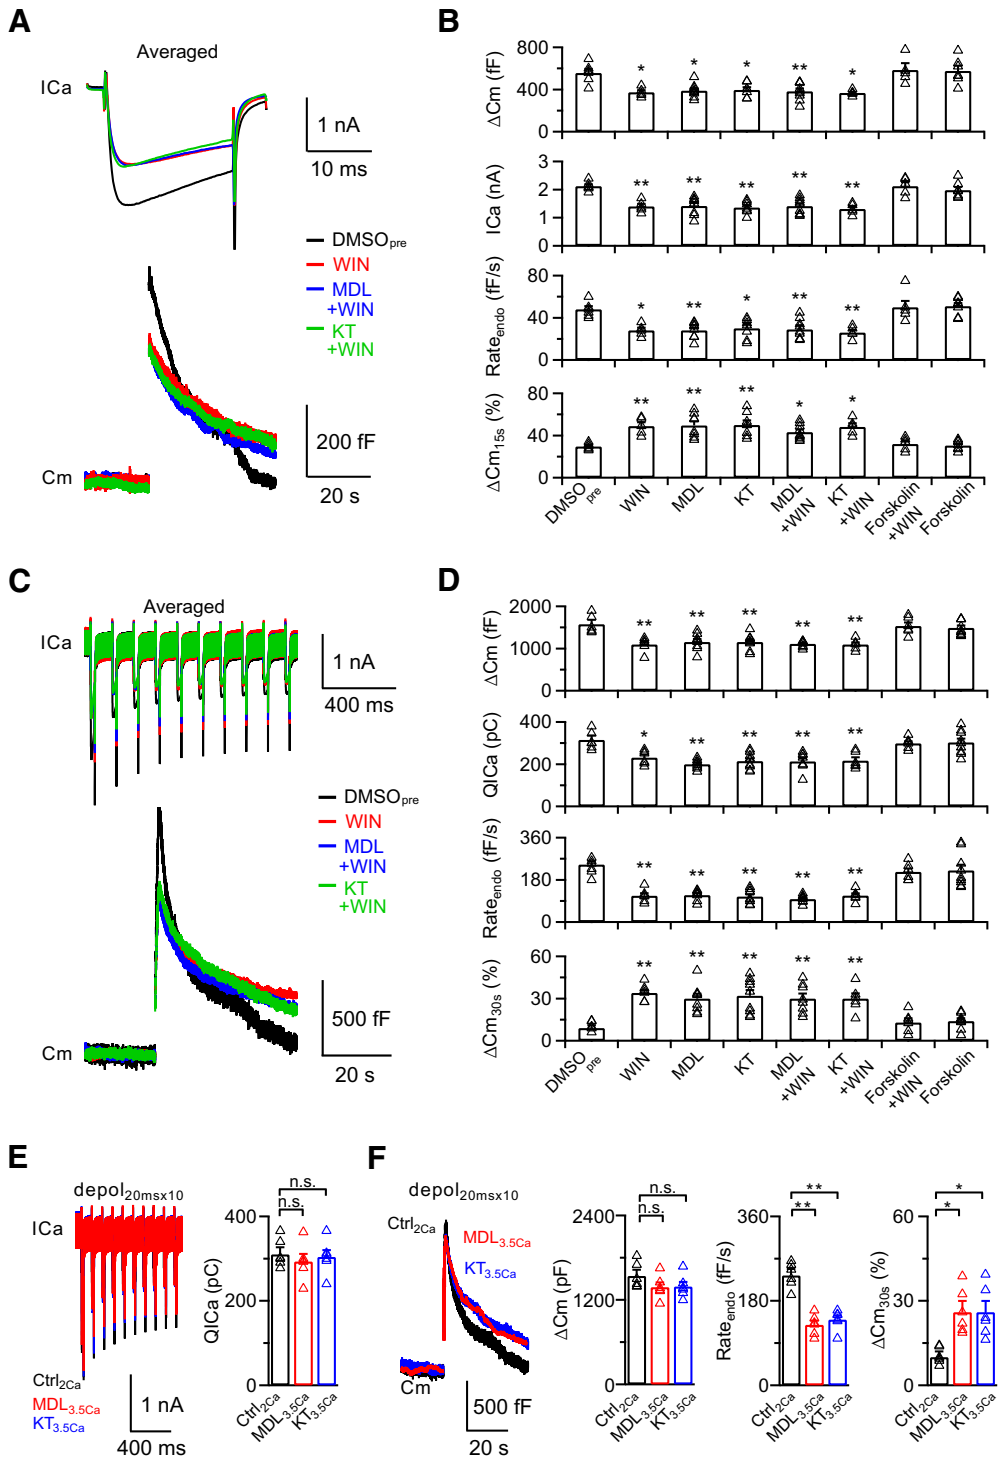 A
Averaged
ICa
1 nA
10 ms
DMSOpre
WIN
MDL
+WIN
KT
+WIN
200 fF
20 s
Cm
B
ΔCm (fF)
800
400
0
* * * ** *
ICa (nA)
3
2
1
0
** ** ** ** **
Rateendo (fF/s)
80
40
0
* ** * ** **
ΔCm15s (%)
80
40
0
** ** ** * *
DMSOpre
WIN
MDL
KT
MDL
+WIN
KT
+WIN
Forskolin
+WIN
Forskolin
C
Averaged
ICa
1 nA
400 ms
DMSOpre
WIN
MDL
+WIN
KT
+WIN
500 fF
20 s
Cm
D
ΔCm (fF)
2000
1000
0
** ** ** ** **
QICa (pC)
400
200
0
* ** ** ** **
Rateendo (fF/s)
360
180
0
** ** ** ** **
ΔCm30s (%)
60
30
0
** ** ** ** **
DMSOpre
WIN
MDL
KT
MDL
+WIN
KT
+WIN
Forskolin
+WIN
Forskolin
E
depol20msx10
ICa
Ctrl2Ca
MDL3.5Ca
KT3.5Ca
1 nA
400 ms
QICa (pC)
400
200
0
n.s.
n.s.
Ctrl2Ca
MDL3.5Ca
KT3.5Ca
F
depol20msx10
Ctrl2Ca
MDL3.5Ca
KT3.5Ca
Cm
500 fF
20 s
ΔCm (pF)
2400
1200
0
n.s.
n.s.
Ctrl2Ca
MDL3.5Ca
KT3.5Ca
Rateendo (fF/s)
360
180
0
**
**
Ctrl2Ca
MDL3.5Ca
KT3.5Ca
ΔCm30s (%)
60
30
0
*
*
Ctrl2Ca
MDL3.5Ca
KT3.5Ca